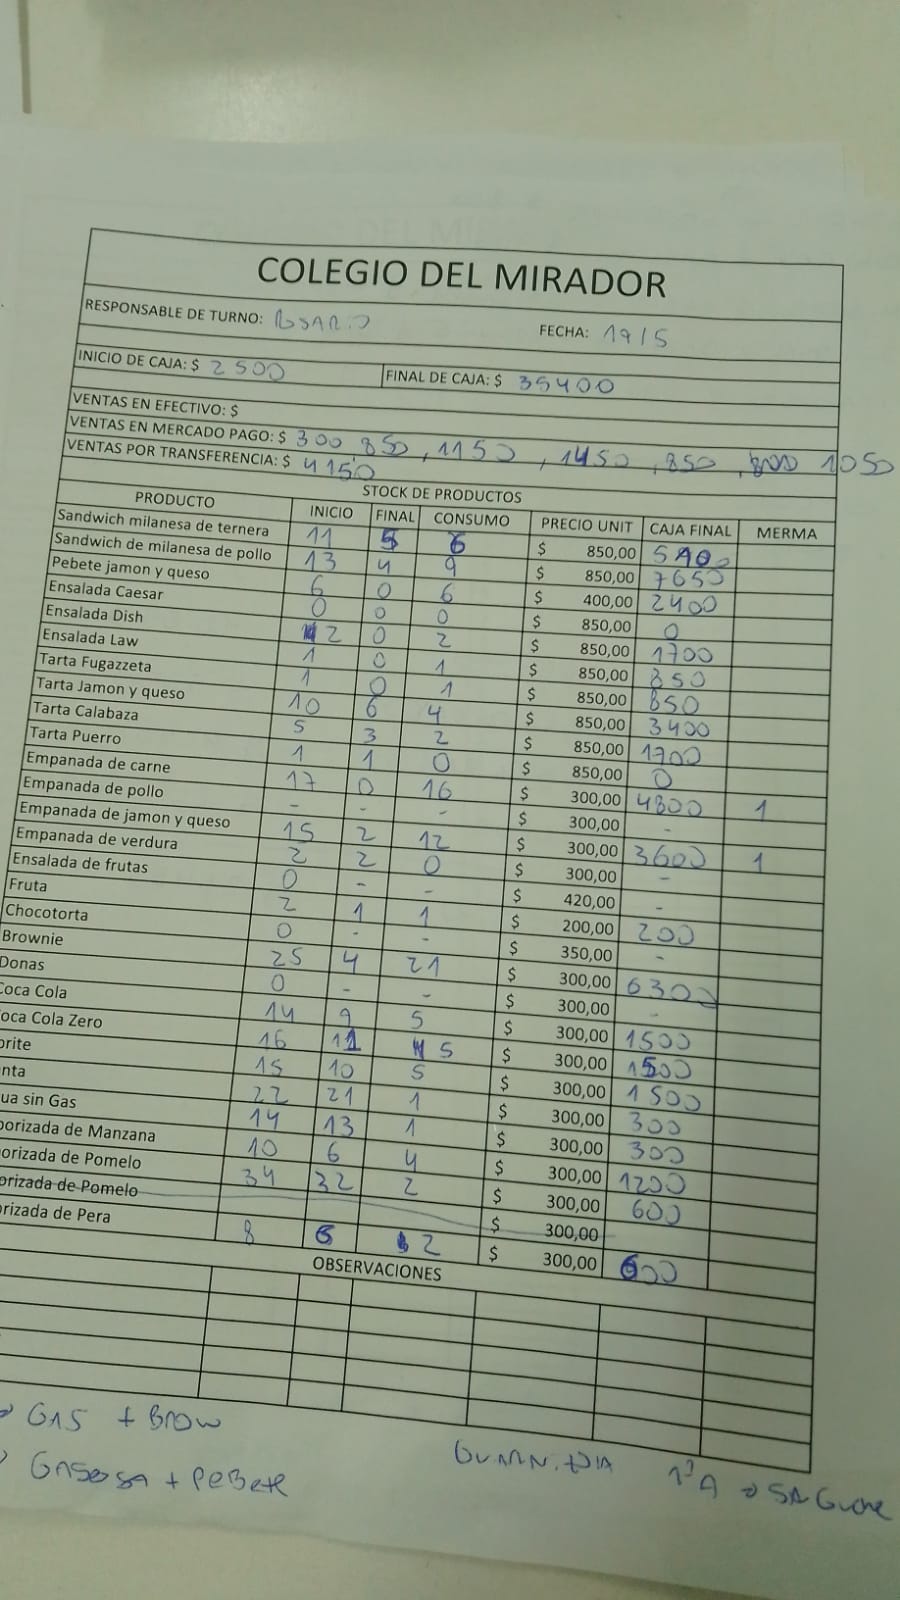 COLEGIO DEL MIRADOR
RESPONSABLE DE TURNO: ROSARIO FECHA: 19/5
INICIO DE CAJA: $ 2500 FINAL DE CAJA: $ 35400
VENTAS EN EFECTIVO: $
VENTAS EN MERCADO PAGO: $ 300, 850, 1150, 1450, 850, 800 1050
VENTAS POR TRANSFERENCIA: $ 4150
STOCK DE PRODUCTOS
PRODUCTO INICIO FINAL CONSUMO PRECIO UNIT CAJA FINAL MERMA
Sandwich milanesa de ternera 11 5 6 $ 850,00 5100
Sandwich de milanesa de pollo 13 4 9 $ 850,00 7650
Pebete jamon y queso 6 0 6 $ 400,00 2400
Ensalada Caesar 0 0 0 $ 850,00 0
Ensalada Dish 2 0 2 $ 850,00 1700
Ensalada Law 1 0 1 $ 850,00 850
Tarta Fugazzeta 1 0 1 $ 850,00 850
Tarta Jamon y queso 10 6 4 $ 850,00 3400
Tarta Calabaza 5 3 2 $ 850,00 1700
Tarta Puerro 1 1 0 $ 850,00 0
Empanada de carne 17 0 16 $ 300,00 4800 1
Empanada de pollo - - - $ 300,00 -
Empanada de jamon y queso 15 2 12 $ 300,00 3600 1
Empanada de verdura 2 2 0 $ 300,00 -
Ensalada de frutas 0 - - $ 420,00 -
Fruta 2 1 1 $ 200,00 200
Chocotorta 0 - - $ 350,00 -
Brownie 25 4 21 $ 300,00 6300
Donas 0 - - $ 300,00 -
Coca Cola 14 9 5 $ 300,00 1500
oca Cola Zero 16 11 5 $ 300,00 1500
orite 15 10 5 $ 300,00 1500
nta 22 21 1 $ 300,00 300
ua sin Gas 14 13 1 $ 300,00 300
orizada de Manzana 10 6 4 $ 300,00 1200
orizada de Pomelo 34 32 2 $ 300,00 600
orizada de Pomelo $ 300,00
rizada de Pera 8 6 2 $ 300,00 600
OBSERVACIONES
GAS + BROW
GASEOSA + PEBETE
1ºA → SAGUCHE